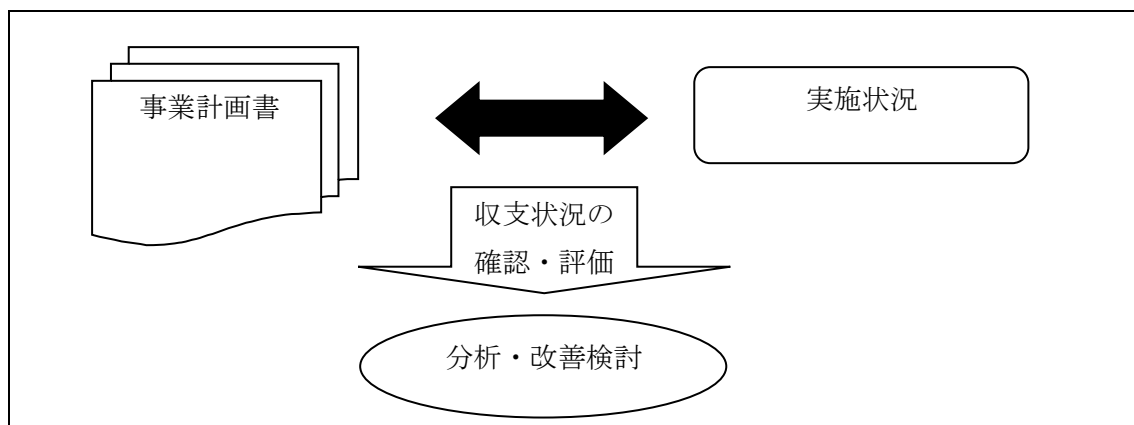 事業計画書
実施状況
収支状況の
確認・評価
分析・改善検討